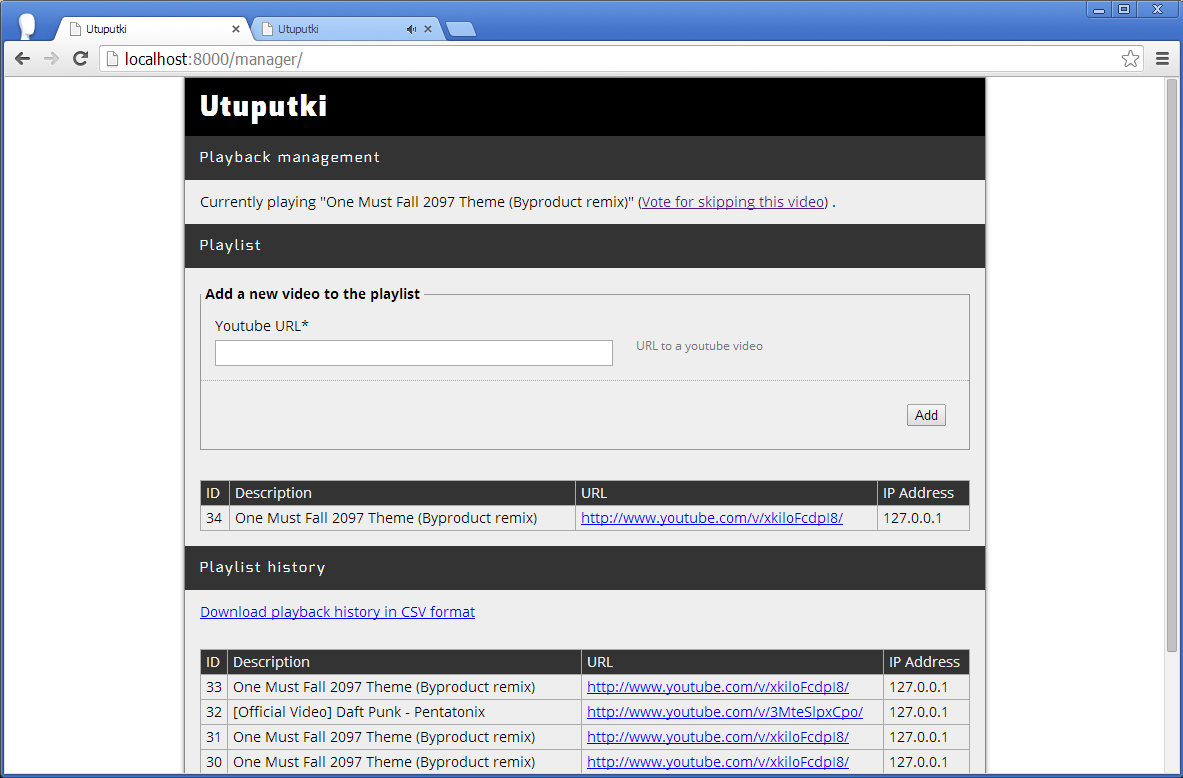 Utuputki
Utuputki
localhost:8000/manager/
Utuputki
Playback management
Currently playing "One Must Fall 2097 Theme (Byproduct remix)" (Vote for skipping this video) .
Playlist
Add a new video to the playlist
Youtube URL*
URL to a youtube video
Add
ID Description URL IP Address
34 One Must Fall 2097 Theme (Byproduct remix) http://www.youtube.com/v/xkiloFcdpI8/ 127.0.0.1
Playlist history
Download playback history in CSV format
ID Description URL IP Address
33 One Must Fall 2097 Theme (Byproduct remix) http://www.youtube.com/v/xkiloFcdpI8/ 127.0.0.1
32 [Official Video] Daft Punk - Pentatonix http://www.youtube.com/v/3MteSlpxCpo/ 127.0.0.1
31 One Must Fall 2097 Theme (Byproduct remix) http://www.youtube.com/v/xkiloFcdpI8/ 127.0.0.1
30 One Must Fall 2097 Theme (Byproduct remix) http://www.youtube.com/v/xkiloFcdpI8/ 127.0.0.1